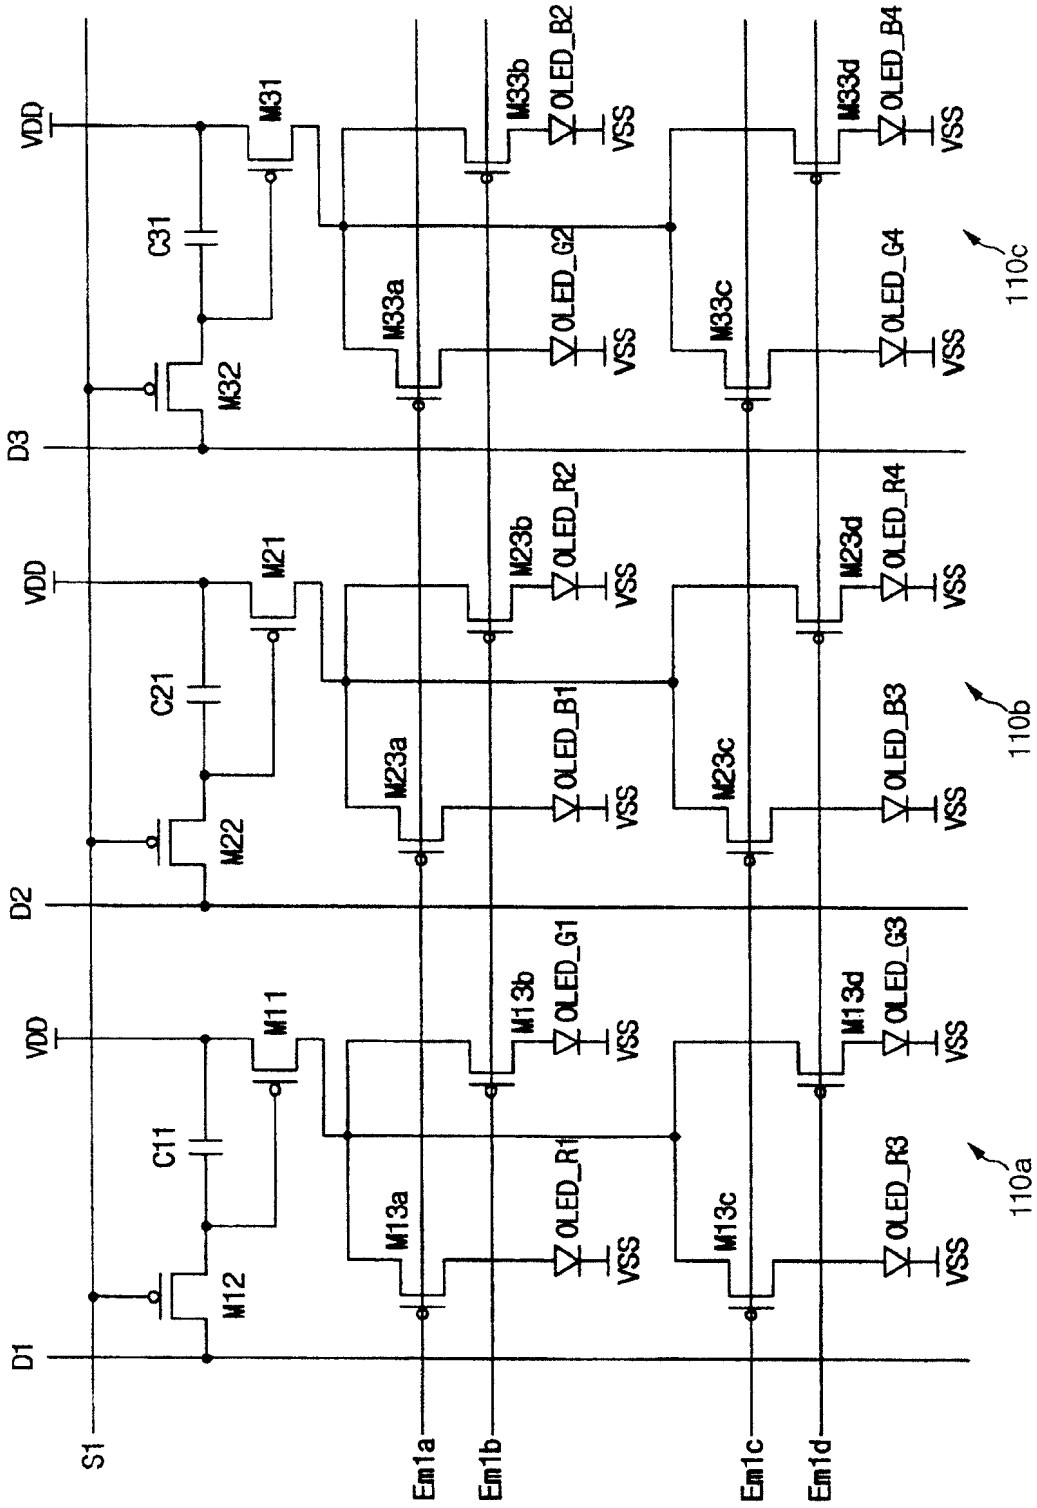 D1 D2 D3
VDD VDD VDD
S1
C11 C21 C31
M12 M22 M32
M11 M21 M31
M13a M23a M33a
Em1a
Em1b
M13b M23b M33b
OLED_R1 OLED_G1 OLED_B1 OLED_R2 OLED_G2 OLED_B2
VSS VSS VSS VSS VSS VSS
M13c M23c M33c
Em1c
Em1d
M13d M23d M33d
OLED_R3 OLED_G3 OLED_B3 OLED_R4 OLED_G4 OLED_B4
VSS VSS VSS VSS VSS VSS
110a 110b 110c